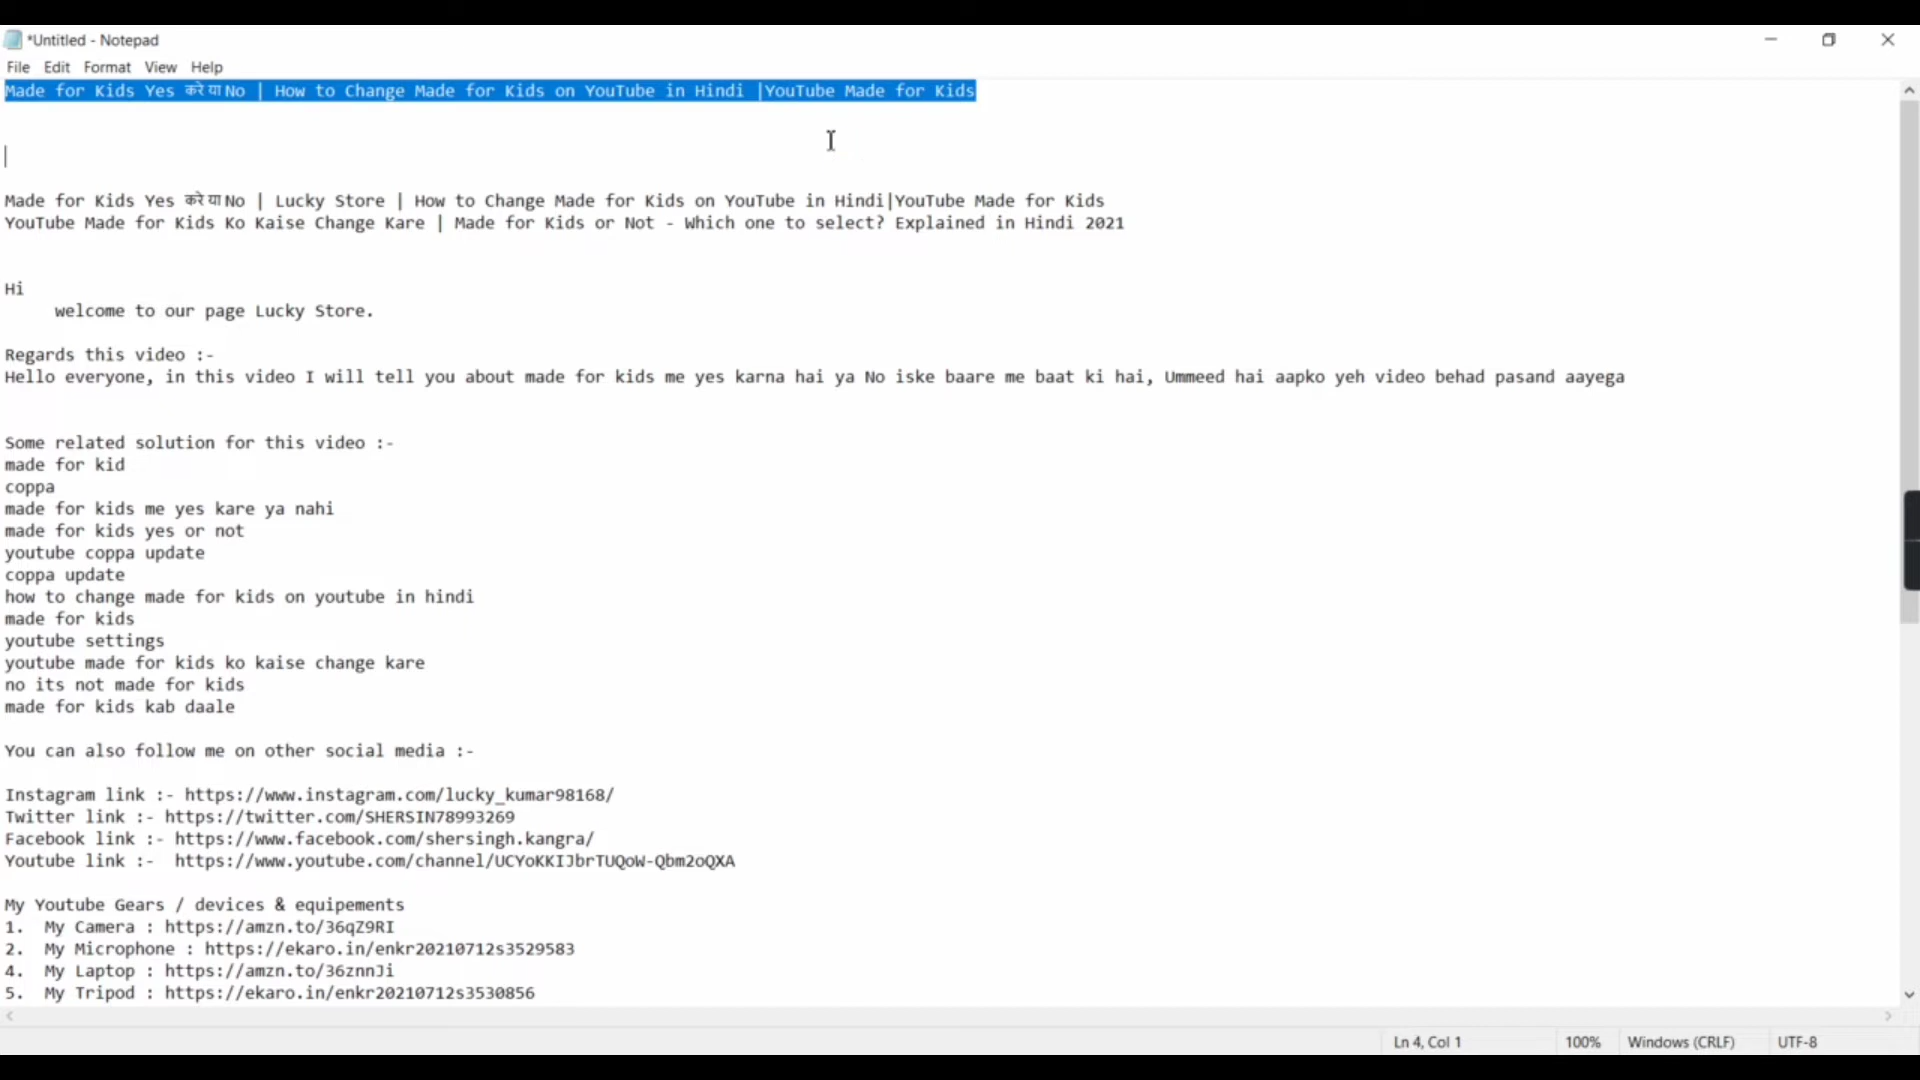 *Untitled - Notepad
File Edit Format View Help
Made for Kids Yes करे या No | How to Change Made for Kids on YouTube in Hindi |YouTube Made for Kids
Made for Kids Yes करे या No | Lucky Store | How to Change Made for Kids on YouTube in Hindi|YouTube Made for Kids
YouTube Made for Kids Ko Kaise Change Kare | Made for Kids or Not - Which one to select? Explained in Hindi 2021
Hi
welcome to our page Lucky Store.
Regards this video :-
Hello everyone, in this video I will tell you about made for kids me yes karna hai ya No iske baare me baat ki hai, Ummeed hai aapko yeh video behad pasand aayega
Some related solution for this video :-
made for kid
coppa
made for kids me yes kare ya nahi
made for kids yes or not
youtube coppa update
coppa update
how to change made for kids on youtube in hindi
made for kids
youtube settings
youtube made for kids ko kaise change kare
no its not made for kids
made for kids kab daale
You can also follow me on other social media :-
Instagram link :- https://www.instagram.com/lucky_kumar98168/
Twitter link :- https://twitter.com/SHERSIN78993269
Facebook link :- https://www.facebook.com/shersingh.kangra/
Youtube link :-  https://www.youtube.com/channel/UCYoKKIJbrTUQoW-Qbm2oQXA
My Youtube Gears / devices & equipements
1.  My Camera : https://amzn.to/36qZ9RI
2.  My Microphone : https://ekaro.in/enkr20210712s3529583
4.  My Laptop : https://amzn.to/36znnJi
5.  My Tripod : https://ekaro.in/enkr20210712s3530856
Ln 4, Col 1 100% Windows (CRLF) UTF-8